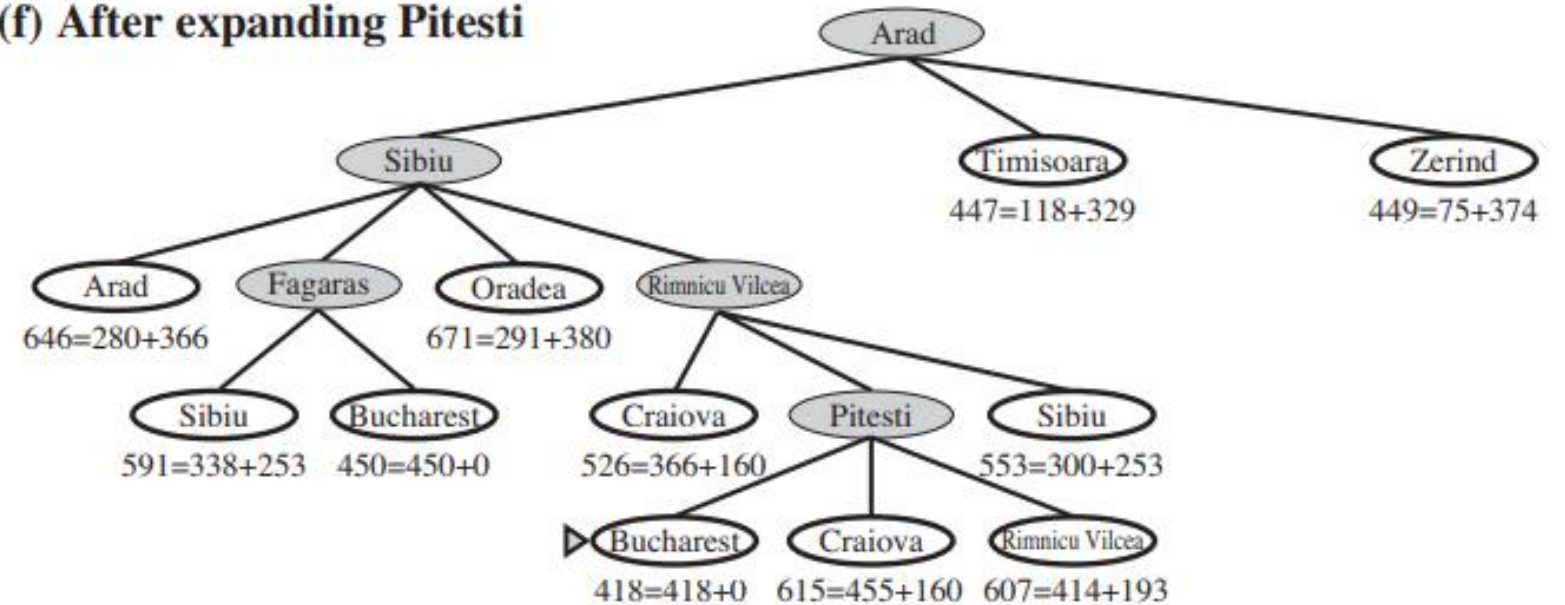 (f) After expanding Pitesti
Arad
Sibiu
Timisoara
Zerind
447=118+329
449=75+374
Arad
Fagaras
Oradea
Rimnicu Vilcea
646=280+366
671=291+380
Sibiu
Bucharest
Craiova
Pitesti
Sibiu
591=338+253
450=450+0
526=366+160
553=300+253
Bucharest
Craiova
Rimnicu Vilcea
418=418+0
615=455+160
607=414+193